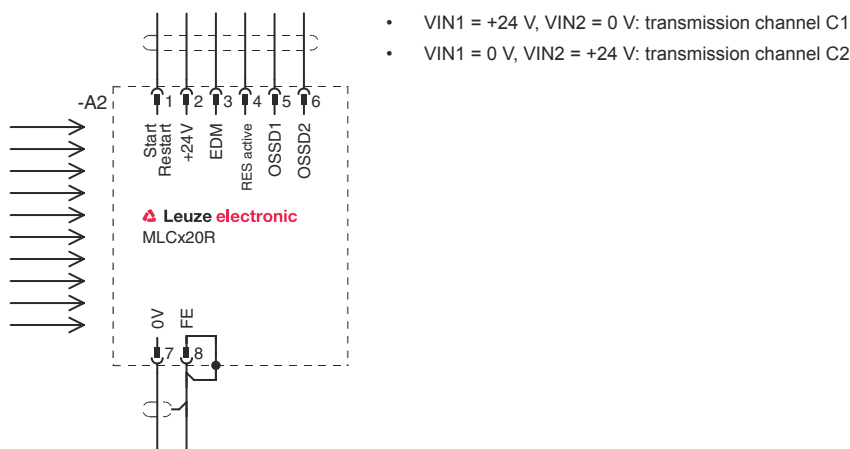 • VIN1 = +24 V, VIN2 = 0 V: transmission channel C1
• VIN1 = 0 V, VIN2 = +24 V: transmission channel C2
-A2
1 2 3 4 5 6
Start
Restart
+24V
EDM
RES active
OSSD1
OSSD2
Leuze electronic
MLCx20R
0V
FE
7 8